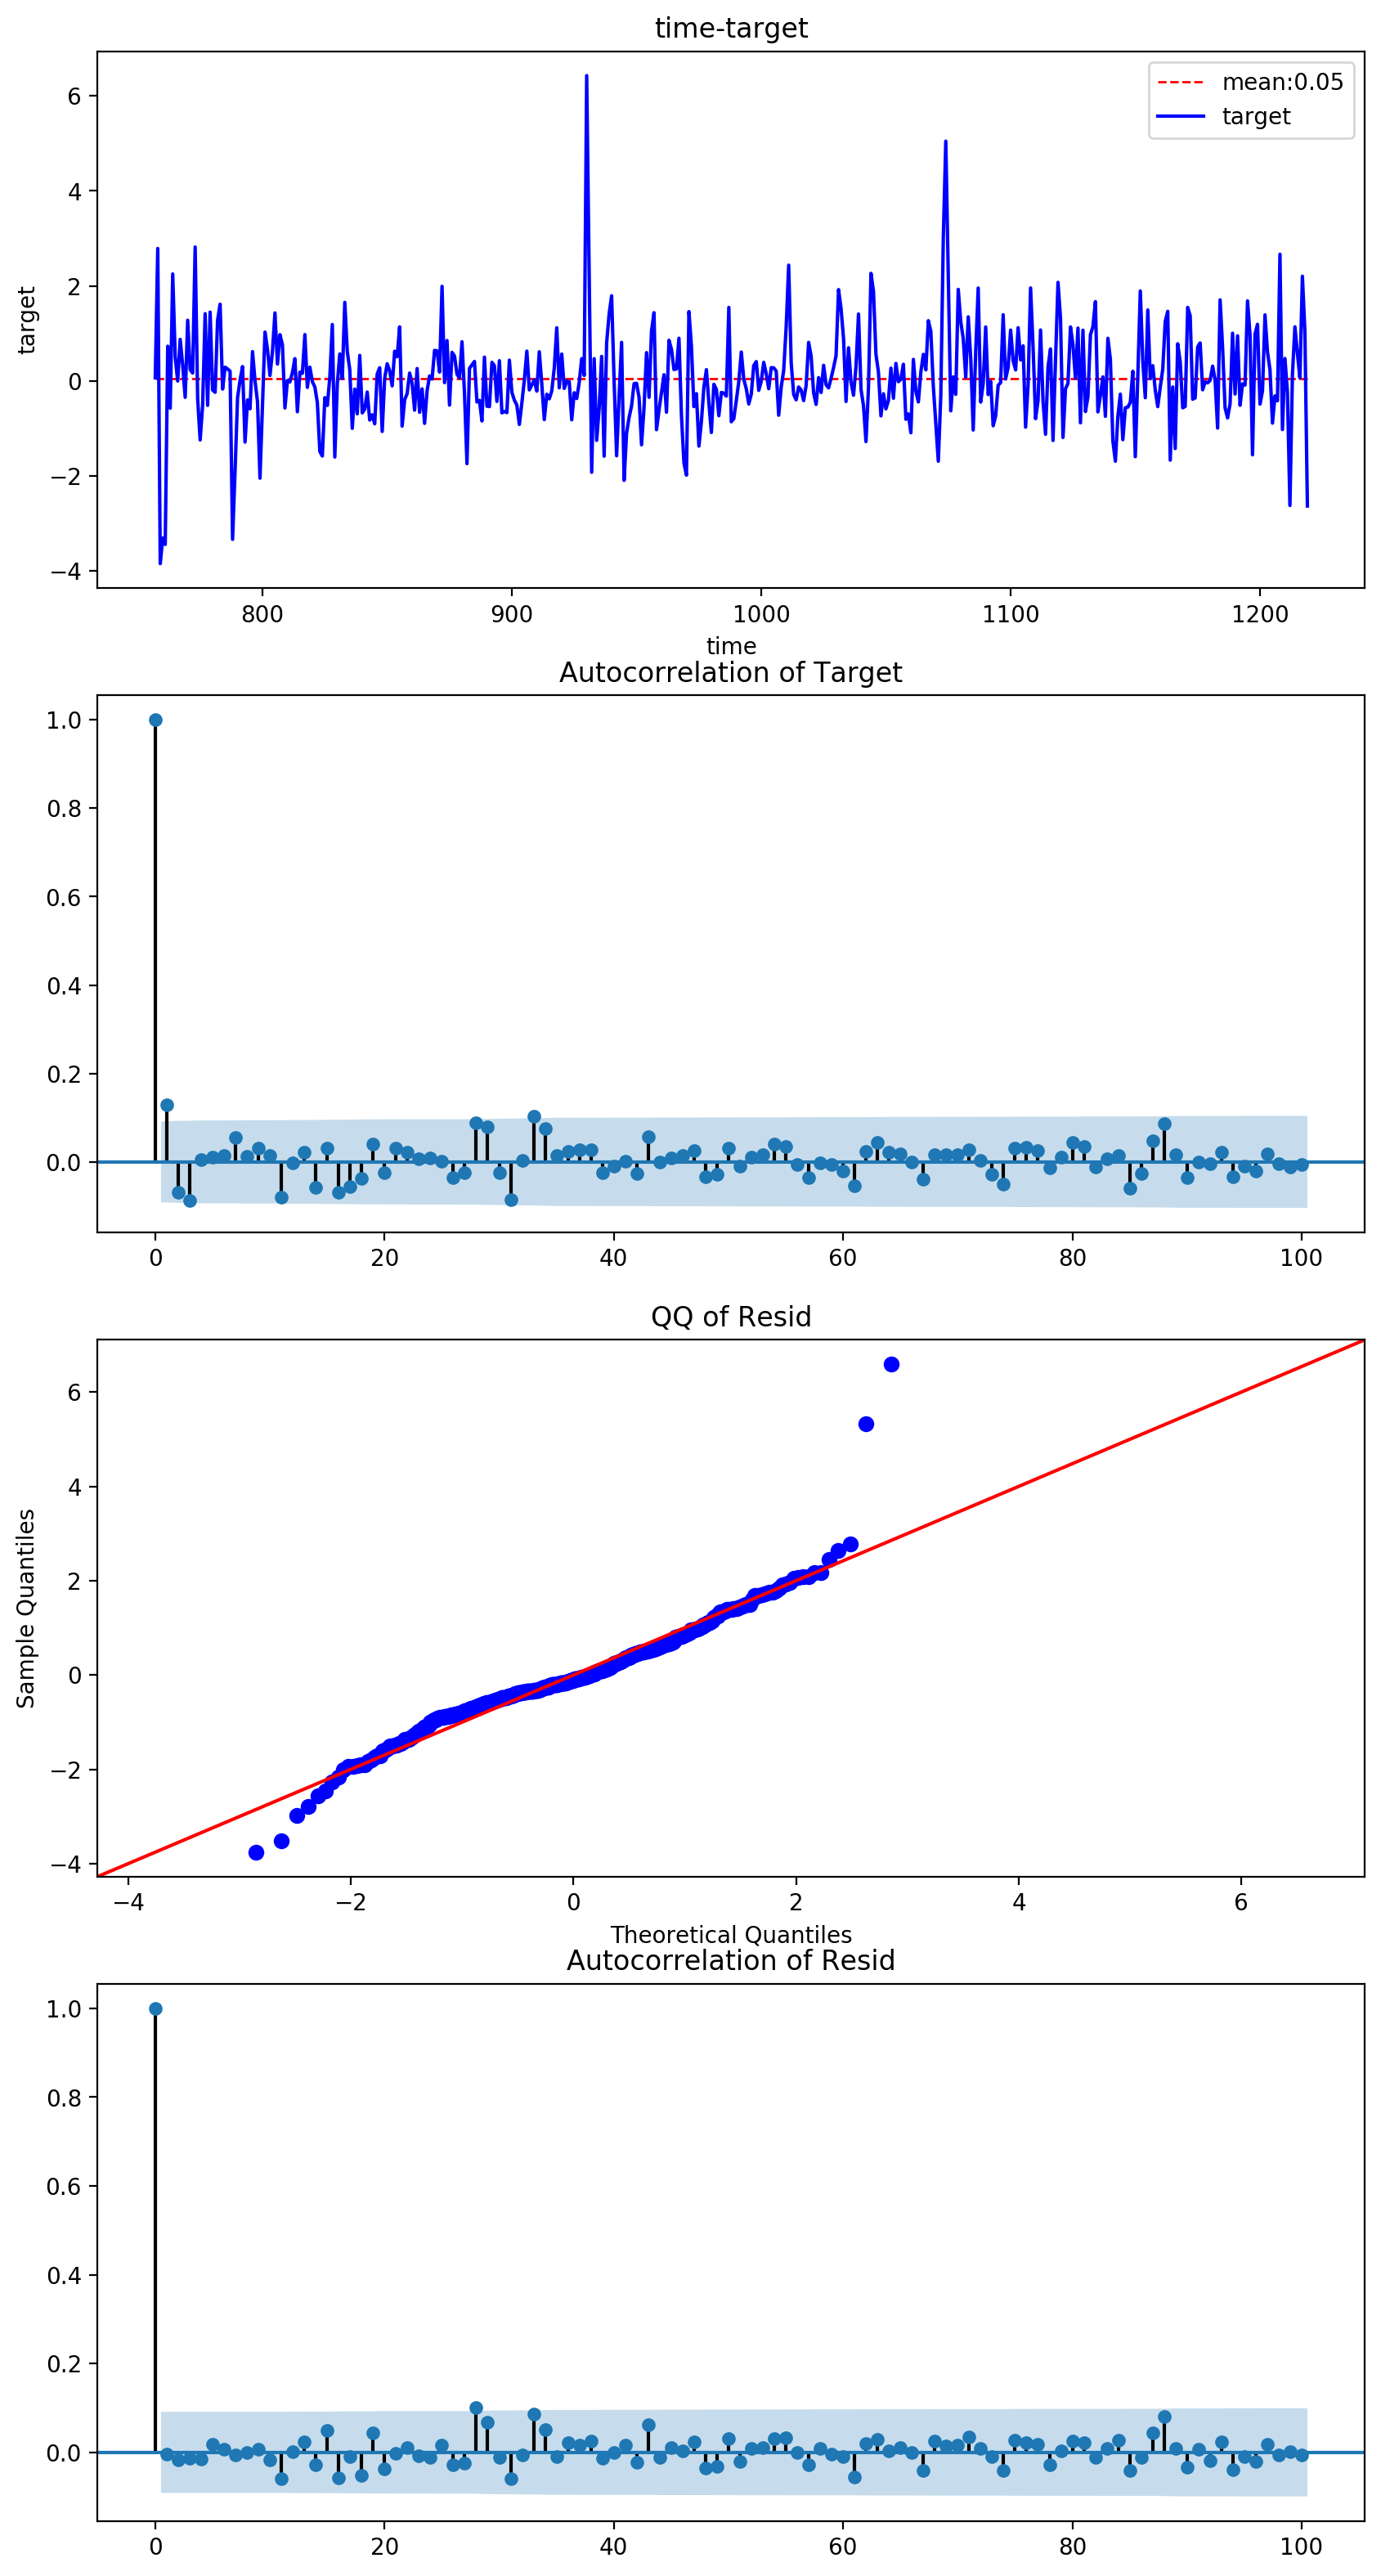 time-target
mean:0.05
target
target
6
4
2
0
−2
−4
800 900 1000 1100 1200
time
Autocorrelation of Target
1.0
0.8
0.6
0.4
0.2
0.0
0 20 40 60 80 100
QQ of Resid
Sample Quantiles
6
4
2
0
−2
−4
−4 −2 0 2 4 6
Theoretical Quantiles
Autocorrelation of Resid
1.0
0.8
0.6
0.4
0.2
0.0
0 20 40 60 80 100